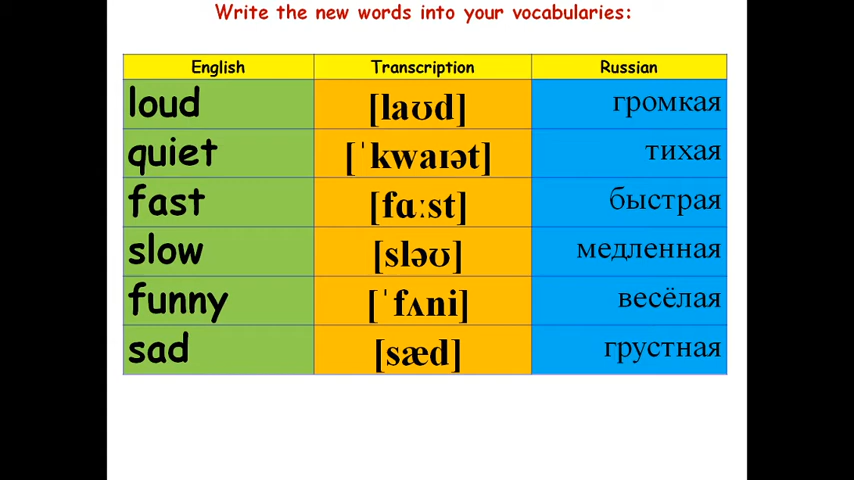 Write the new words into your vocabularies:
English Transcription Russian
loud [laʊd] громкая
quiet [ˈkwaɪət] тихая
fast [fɑːst] быстрая
slow [sləʊ] медленная
funny [ˈfʌni] весёлая
sad [sæd] грустная